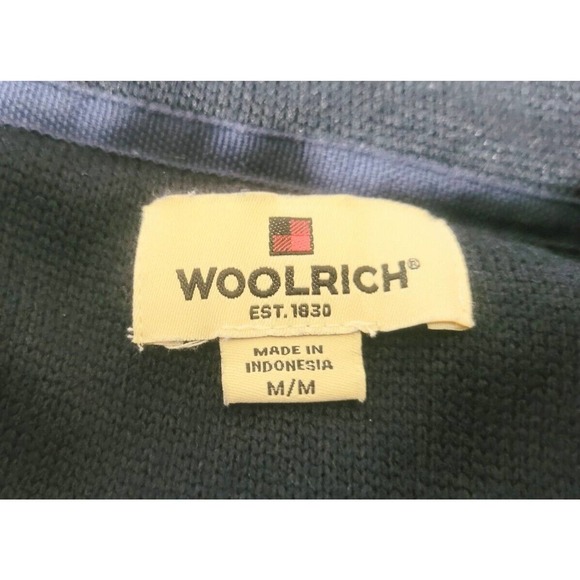 WOOLRICH®
EST. 1830
MADE IN
INDONESIA
M/M